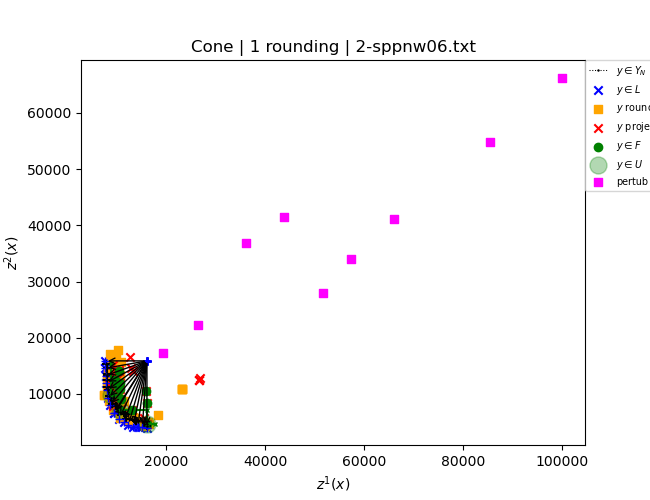 Cone | 1 rounding | 2-sppnw06.txt
z²(x)
60000
50000
40000
30000
20000
10000
20000
40000
60000
80000
100000
z¹(x)
y ∈ Y_N
y ∈ L
y roun
y proje
y ∈ F
y ∈ U
pertub